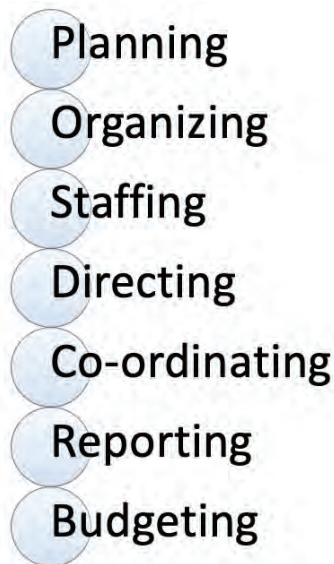 Planning
Organizing
Staffing
Directing
Co-ordinating
Reporting
Budgeting